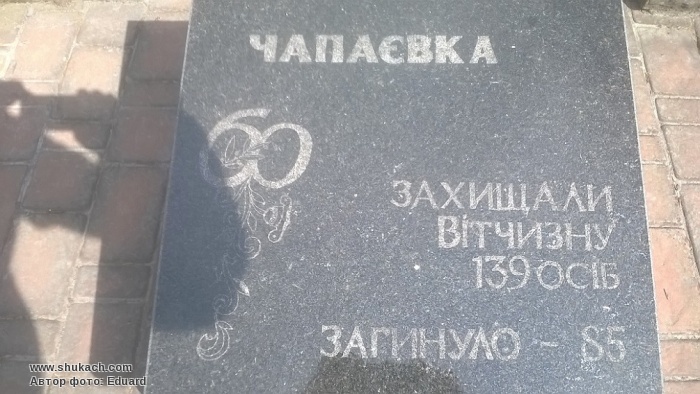 ЧАПАЄВКА
60
ЗАХИЩАЛИ
ВІТЧИЗНУ
139 ОСІБ
ЗАГИНУЛО – 85
www.shukach.com
Автор фото: Eduard